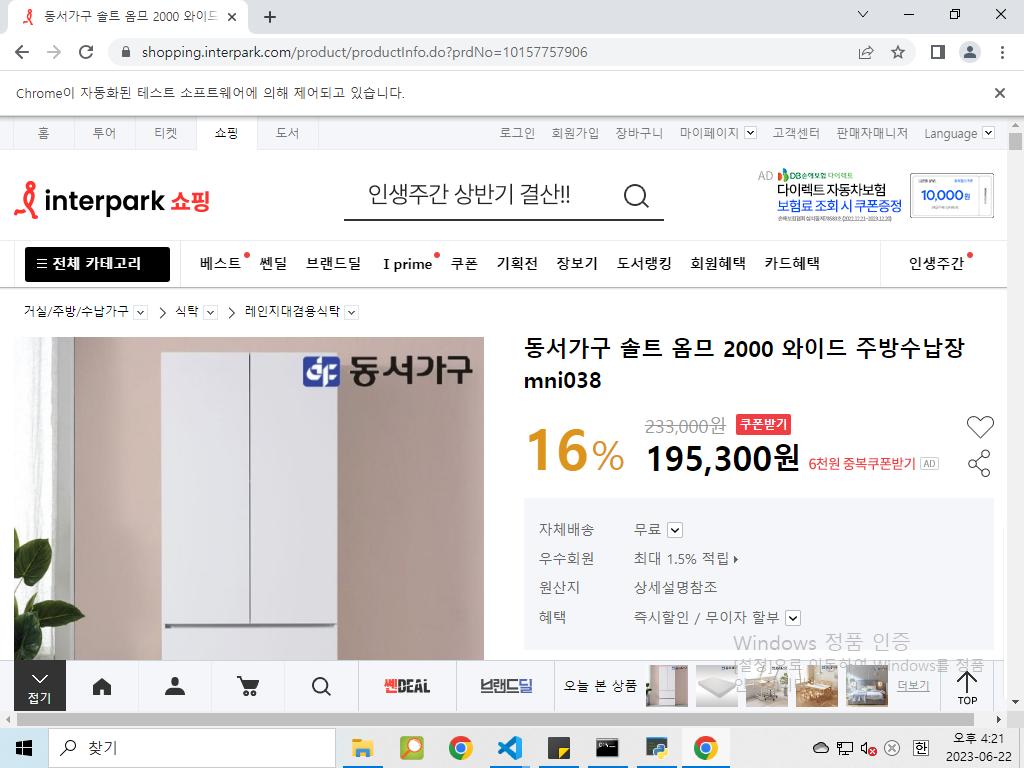 동서가구 솔트 옴므 2000 와이드
shopping.interpark.com/product/productInfo.do?prdNo=10157757906
Chrome이 자동화된 테스트 소프트웨어에 의해 제어되고 있습니다.
홈 투어 티켓 쇼핑 도서 로그인 회원가입 장바구니 마이페이지 고객센터 판매자매니저 Language
interpark 쇼핑
인생주간 상반기 결산!!
AD DB손해보험 다이렉트
다이렉트 자동차보험
보험료 조회 시 쿠폰증정
10,000원
전체 카테고리 베스트 쎈딜 브랜드딜 I prime 쿠폰 기획전 장보기 도서랭킹 회원혜택 카드혜택 인생주간
거실/주방/수납가구 식탁 레인지대겸용식탁
동서가구
동서가구 솔트 옴므 2000 와이드 주방수납장
mni038
16% 233,000원 쿠폰받기
195,300원 6천원 중복쿠폰받기 AD
자체배송 무료
우수회원 최대 1.5% 적립
원산지 상세설명참조
혜택 즉시할인 / 무이자 할부
Windows 정품 인증
[설정]으로 이동하여 Windows를 정품
접기 쎈DEAL 브랜드딜 오늘 본 상품 더보기 TOP
찾기
한
오후 4:21
2023-06-22